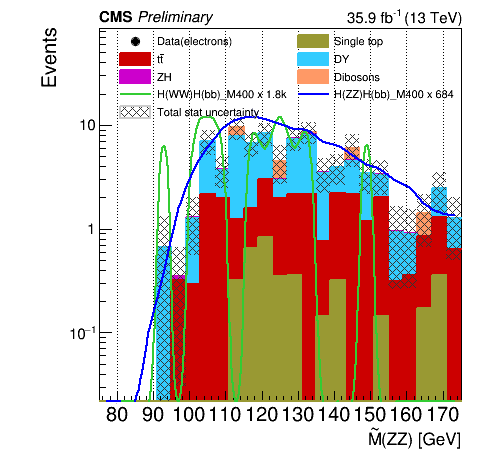 CMS Preliminary 35.9 fb⁻¹ (13 TeV)
Events
Data(electrons) Single top
tt̄ DY
ZH Dibosons
H(WW)H(bb)_M400 x 1.8k H(ZZ)H(bb)_M400 x 684
Total stat uncertainty
10
1
10⁻¹
80 90 100 110 120 130 140 150 160 170
M̃(ZZ) [GeV]